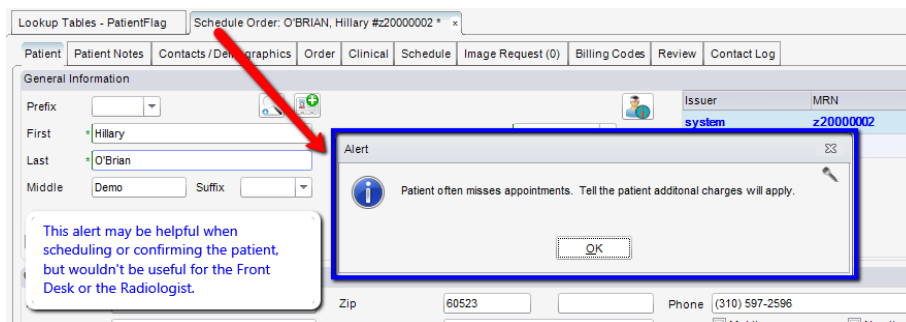 Lookup Tables - PatientFlag Schedule Order: O'BRIAN, Hillary #z20000002 * ×
Patient Patient Notes Contacts / Demographics Order Clinical Schedule Image Request (0) Billing Codes Review Contact Log
General Information
Prefix
Issuer MRN
system z20000002
First * Hillary
Last * O'Brian
Middle Demo Suffix
Alert
Patient often misses appointments. Tell the patient additonal charges will apply.
OK
This alert may be helpful when
scheduling or confirming the patient,
but wouldn't be useful for the Front
Desk or the Radiologist.
Zip 60523 Phone (310) 597-2596